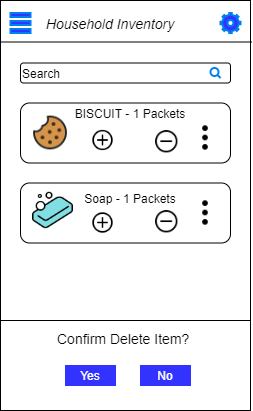 Household Inventory
Search
BISCUIT - 1 Packets
Soap - 1 Packets
Confirm Delete Item?
Yes No